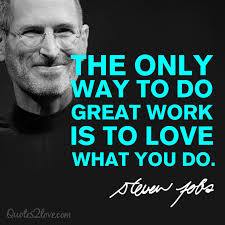 THE ONLY
WAY TO DO
GREAT WORK
IS TO LOVE
WHAT YOU DO.
steven jobs
Quotes2love.com